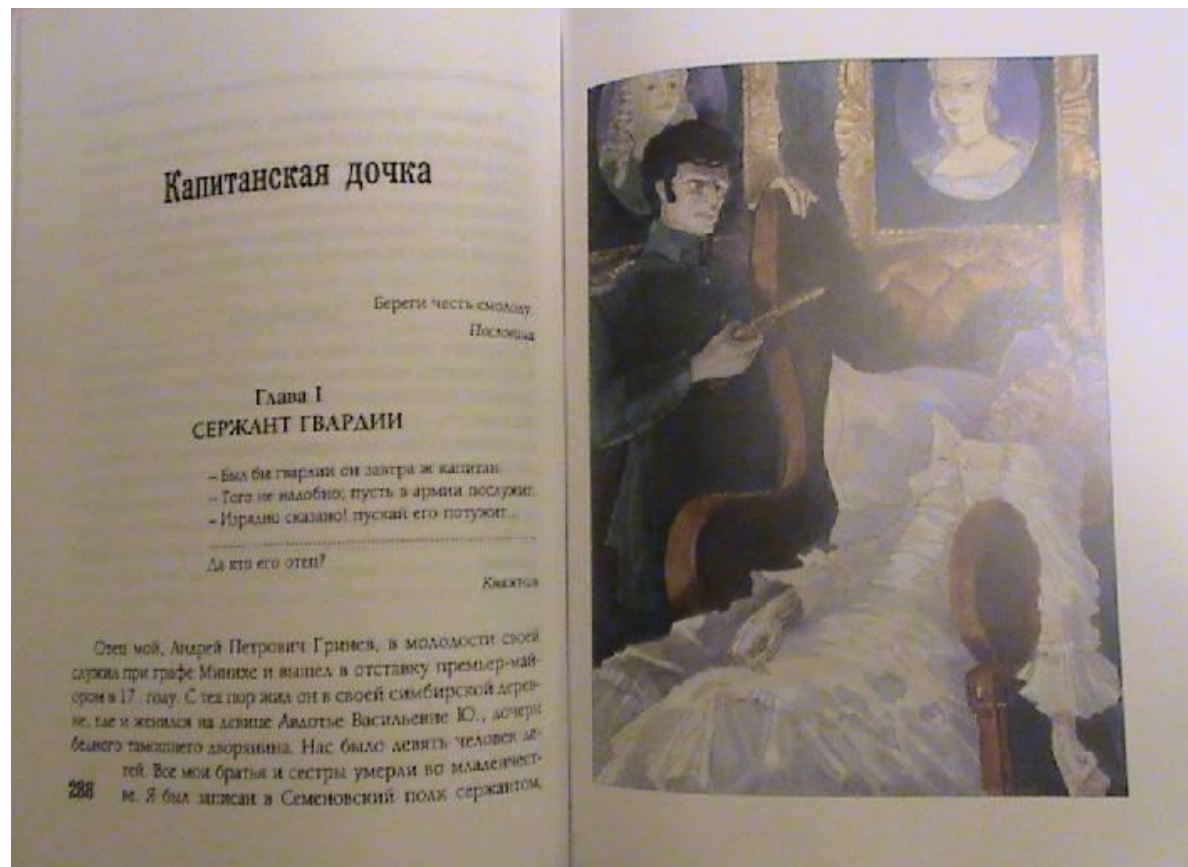 Капитанская дочка
Береги честь смолоду.
Пословица
Глава I
СЕРЖАНТ ГВАРДИИ
– Был бы гвардии он завтра ж капитан.
– Того не надобно; пусть в армии послужит.
– Изрядно сказано! пускай его потужит...
Да кто его отец?
Княжнин
Отец мой, Андрей Петрович Гринев, в молодости своей
служил при графе Минихе и вышел в отставку премьер-май-
ором в 17.. году. С тех пор жил он в своей симбирской дерев-
не, где и женился на девице Авдотье Васильевне Ю., дочери
бедного тамошнего дворянина. Нас было девять человек де-
тей. Все мои братья и сестры умерли во младенчест-
ве. Я был записан в Семеновский полк сержантом,
288